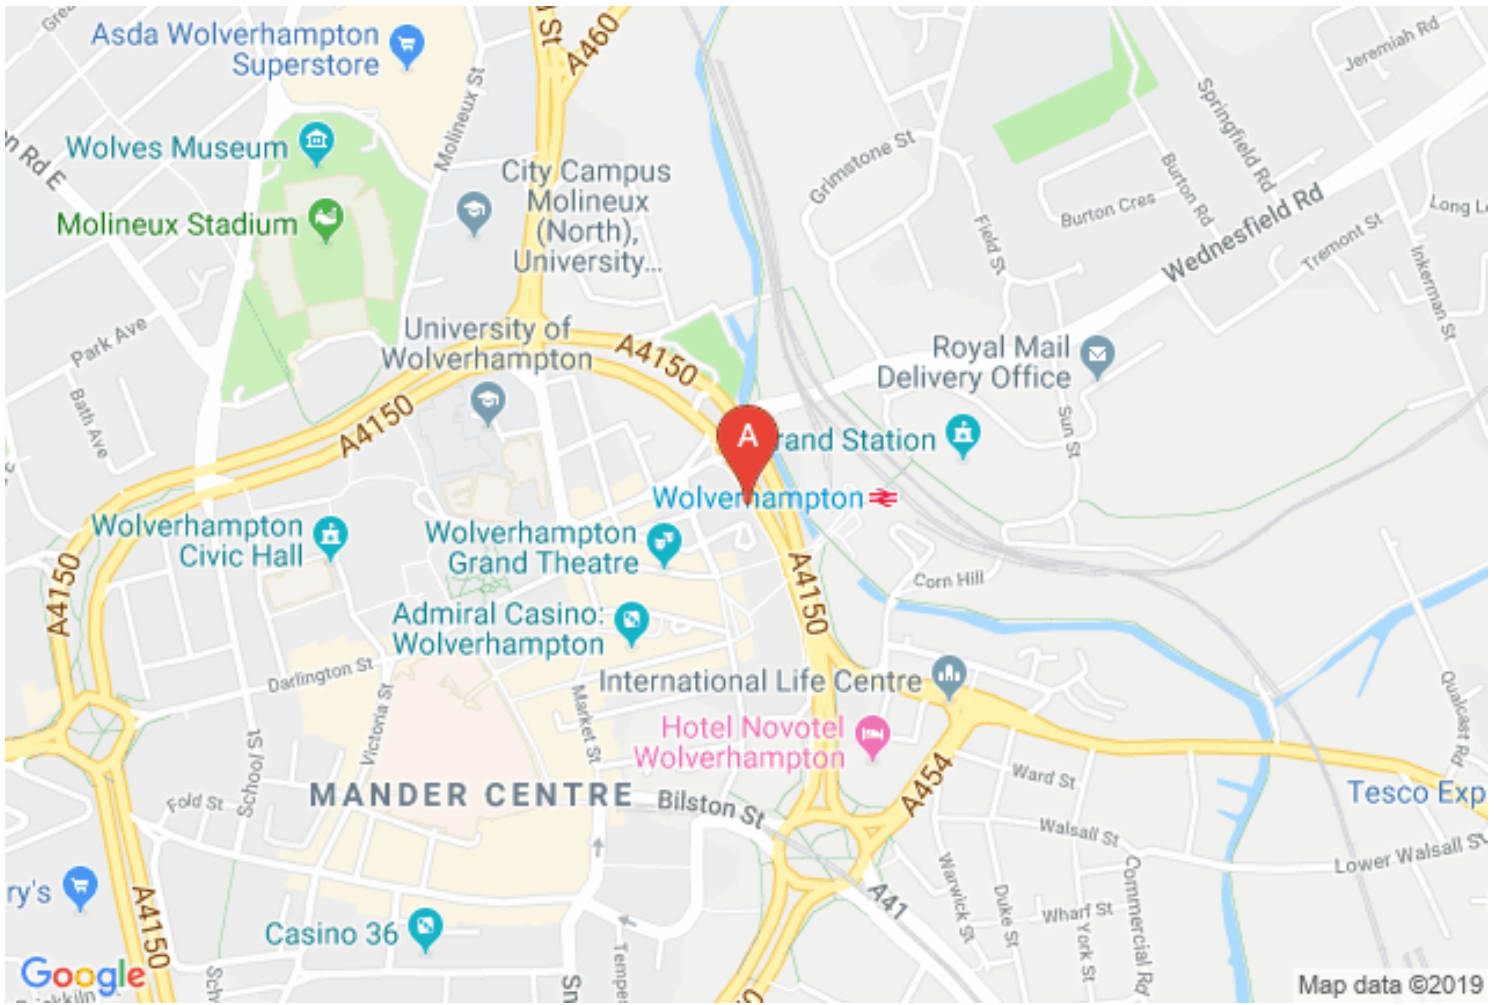 Asda Wolverhampton
Superstore
Molineux St
A460
Jeremiah Rd
Springfield Rd
Wolves Museum
Grimstone St
Burton Rd
Rd E
Molineux Stadium
City Campus
Molineux
(North),
University...
Burton Cres
Wednesfield Rd
Tremont St
Long
Inkerman St
Field St
Park Ave
University of
Wolverhampton
A4150
Royal Mail
Delivery Office
Bath Ave
A4150
A
rand Station
Sun St
Wolverhampton
Wolverhampton
Civic Hall
Wolverhampton
Grand Theatre
A4150
A4150
Corn Hill
Admiral Casino:
Wolverhampton
Darlington St
International Life Centre
Victoria St
Market St
Hotel Novotel
Wolverhampton
School St
Qualcast Rd
Ward St
A454
Fold St
MANDER CENTRE
Bilston St
Tesco Exp
Walsall St
Lower Walsall St
ry's
A4150
A41
Warwick St
Duke St
Wharf St
York St
Commercial Rd
Casino 36
Google
Map data ©2019